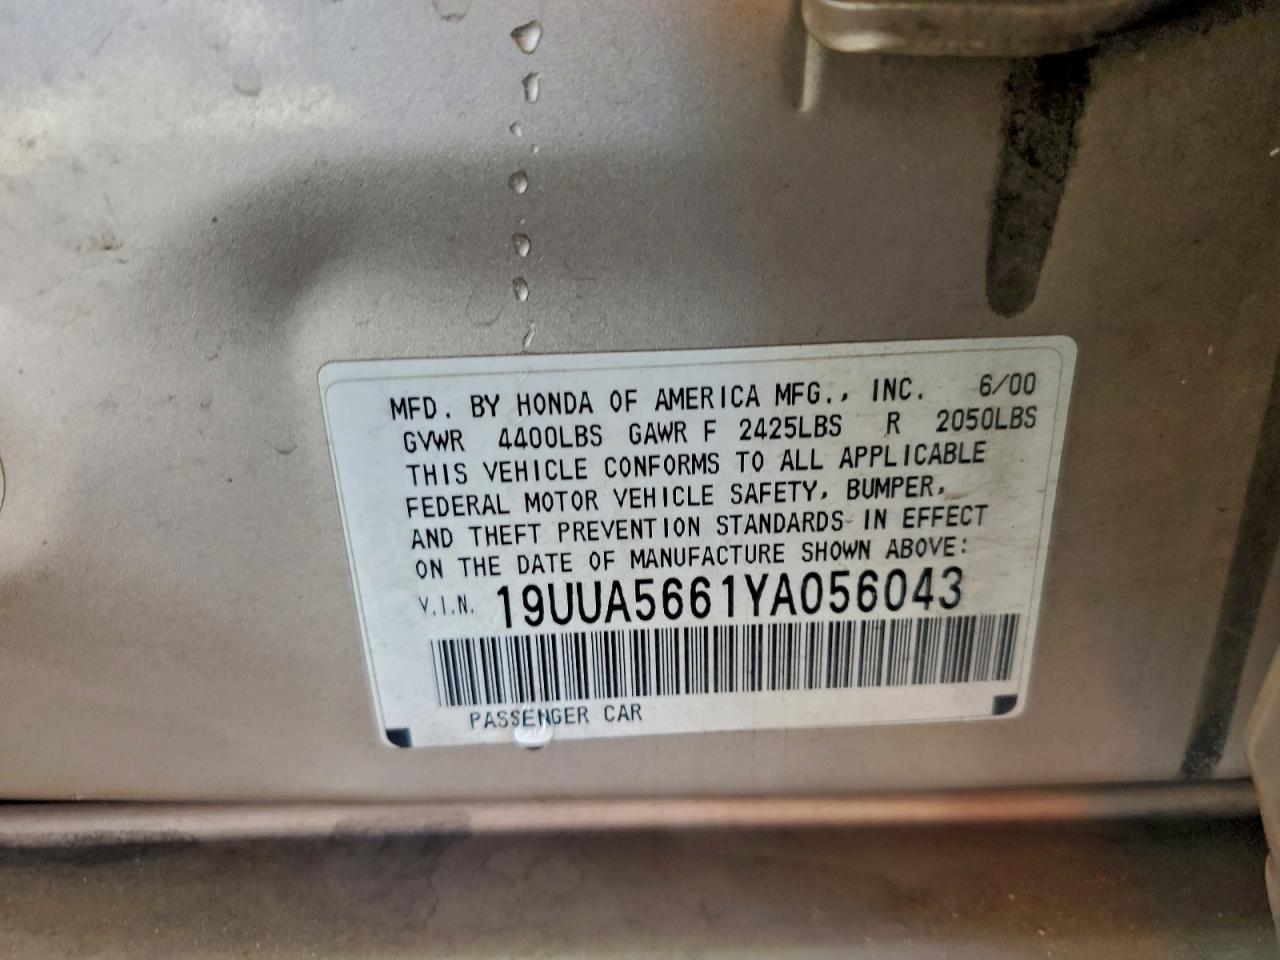 MFD. BY HONDA OF AMERICA MFG., INC. 6/00
GVWR 4400LBS GAWR F 2425LBS R 2050LBS
THIS VEHICLE CONFORMS TO ALL APPLICABLE
FEDERAL MOTOR VEHICLE SAFETY, BUMPER,
AND THEFT PREVENTION STANDARDS IN EFFECT
ON THE DATE OF MANUFACTURE SHOWN ABOVE:
V.I.N. 19UUA5661YA056043
PASSENGER CAR